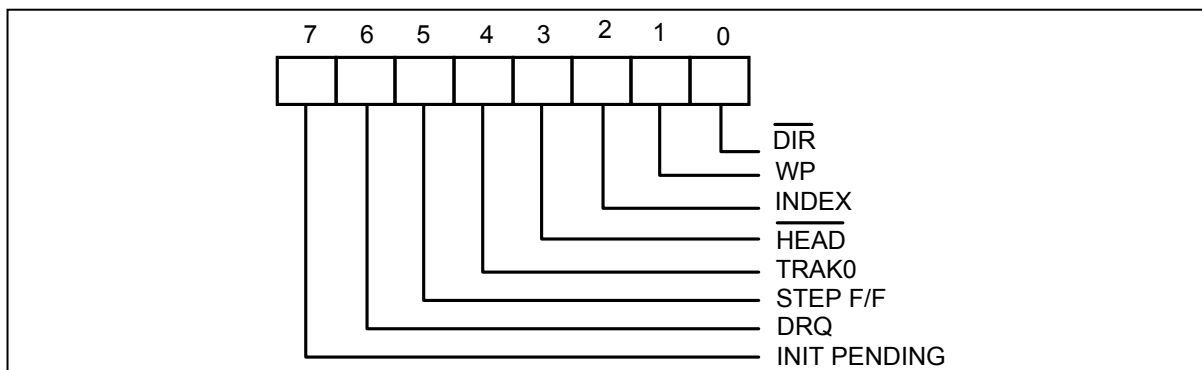 7 6 5 4 3 2 1 0
DIR
WP
INDEX
HEAD
TRAK0
STEP F/F
DRQ
INIT PENDING